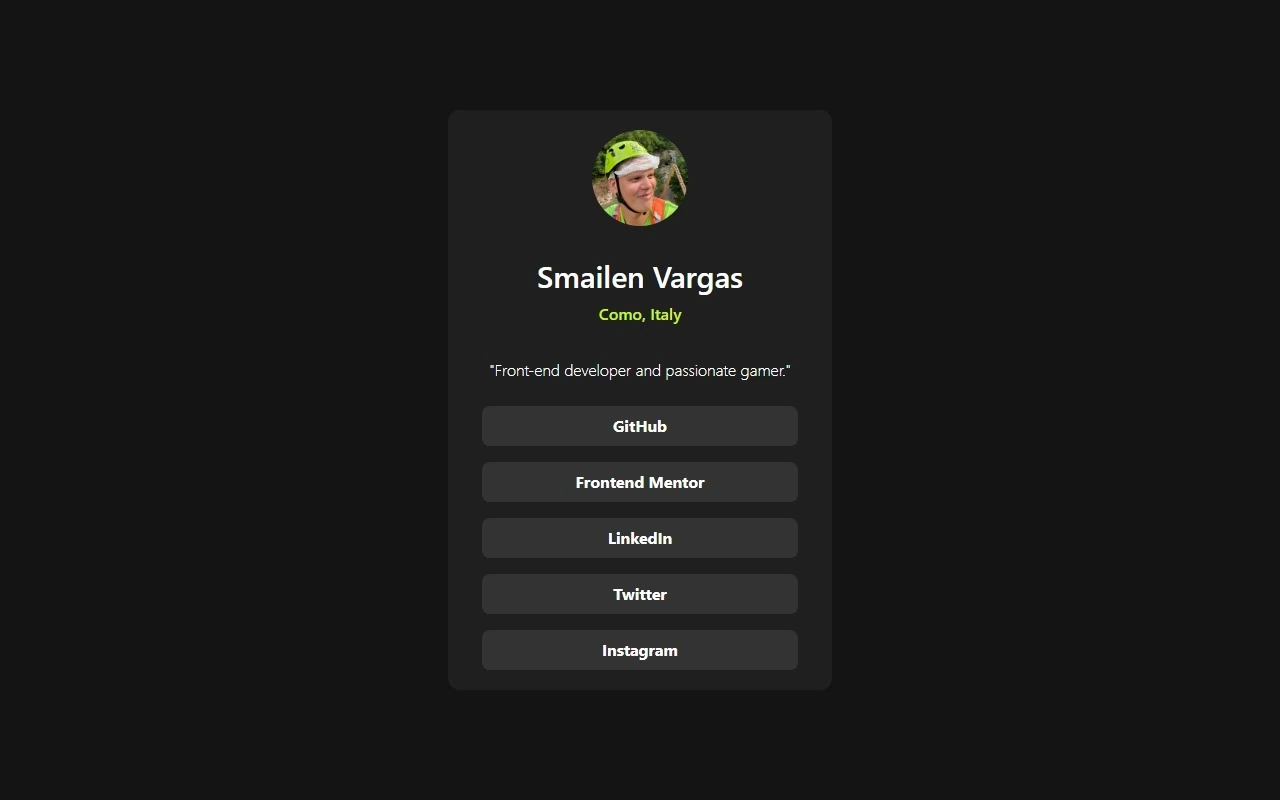 Smailen Vargas
Como, Italy
"Front-end developer and passionate gamer."
GitHub
Frontend Mentor
LinkedIn
Twitter
Instagram